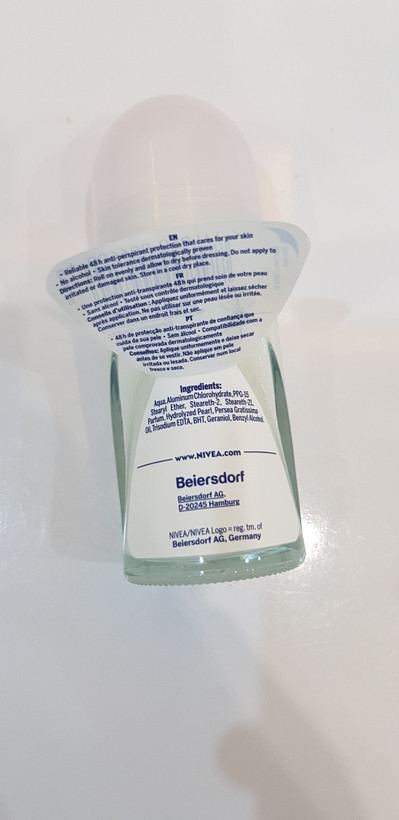 EN
- Reliable 48h anti-perspirant protection that cares for your skin
- No alcohol - Skin tolerance dermatologically proven
Directions: Roll on evenly and allow to dry before dressing. Do not apply to
irritated or damaged skin. Store in a cool dry place.
FR
- Une protection anti-transpirante 48h qui prend soin de votre peau
- Sans alcool - Testé sous contrôle dermatologique
Conseils d'utilisation: Appliquez uniformément et laissez sécher
après application. Ne pas utiliser sur une peau lésée ou irritée.
Conserver dans un endroit frais et sec.
PT
- 48h de protecção anti-transpirante de confiança que
cuida da sua pele - Sem álcool - Compatibilidade com a
pele comprovada dermatologicamente
Conselhos: Aplique uniformemente e deixe secar
antes de se vestir. Não aplique em pele
irritada ou lesada. Conservar num local
fresco e seco.
Ingredients:
Aqua, Aluminum Chlorohydrate, PPG-15
Stearyl Ether, Steareth-2, Steareth-21,
Parfum, Hydrolyzed Pearl, Persea Gratissima
Oil, Trisodium EDTA, BHT, Geraniol, Benzyl Alcohol.
www.NIVEA.com
Beiersdorf
Beiersdorf AG,
D-20245 Hamburg
NIVEA/NIVEA Logo = reg. tm. of
Beiersdorf AG, Germany